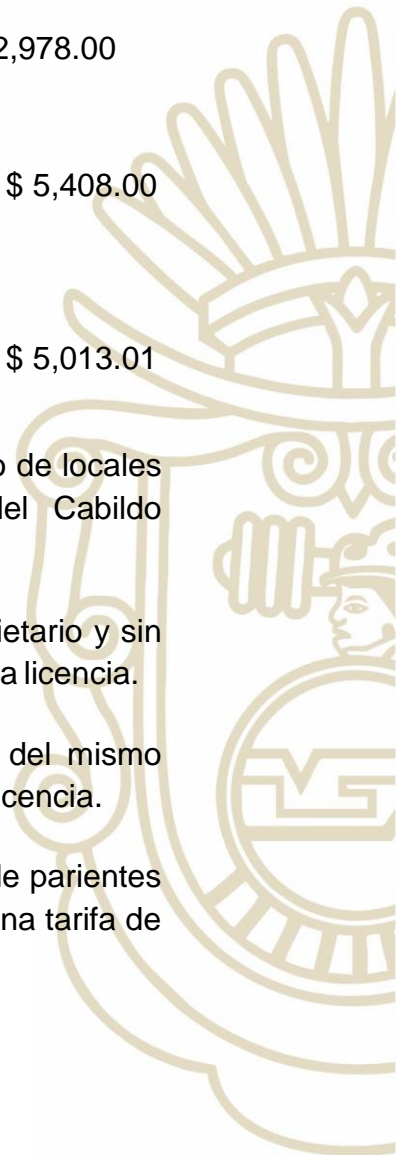 2,978.00
$ 5,408.00
$ 5,013.01
o de locales
del Cabildo
ietario y sin
a licencia.
del mismo
icencia.
de parientes
na tarifa de